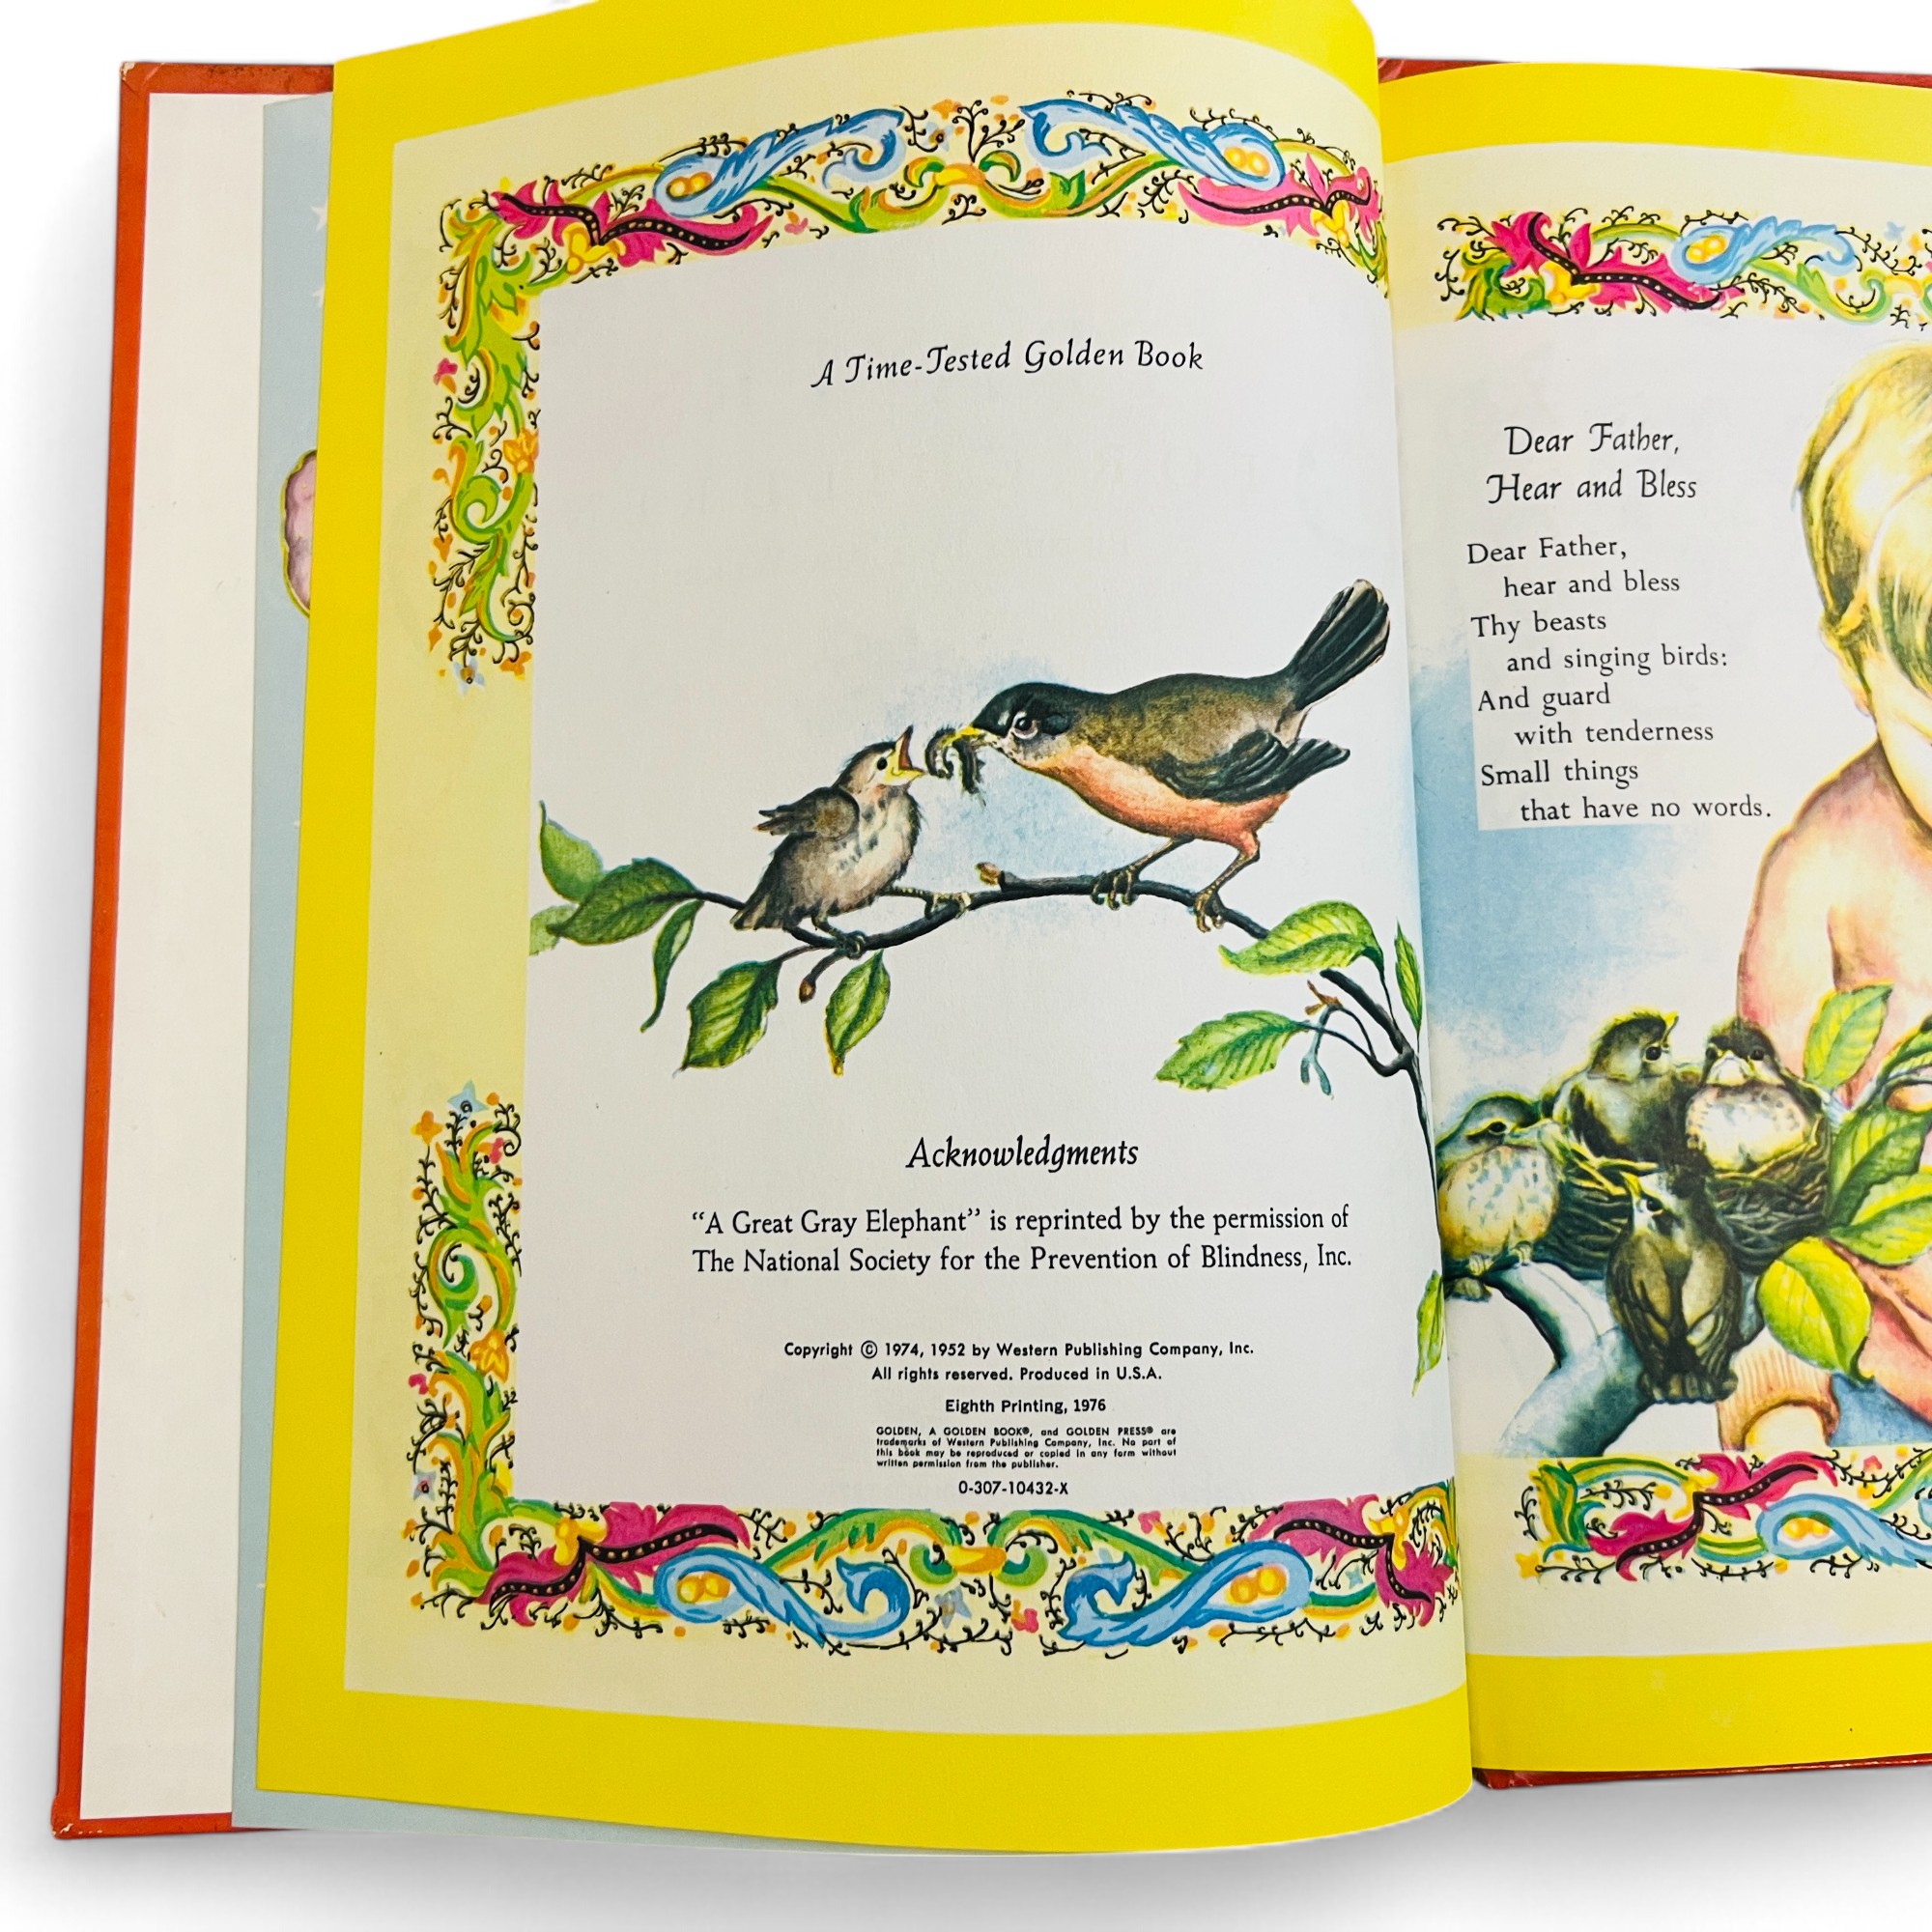 A Time-Tested Golden Book
Acknowledgments
“A Great Gray Elephant” is reprinted by the permission of
The National Society for the Prevention of Blindness, Inc.
Copyright © 1974, 1952 by Western Publishing Company, Inc.
All rights reserved. Produced in U.S.A.
Eighth Printing, 1976
GOLDEN, A GOLDEN BOOK®, and GOLDEN PRESS® are
trademarks of Western Publishing Company, Inc. No part of
this book may be reproduced or copied in any form without
written permission from the publisher.
0-307-10432-X
Dear Father,
Hear and Bless
Dear Father,
hear and bless
Thy beasts
and singing birds:
And guard
with tenderness
Small things
that have no words.